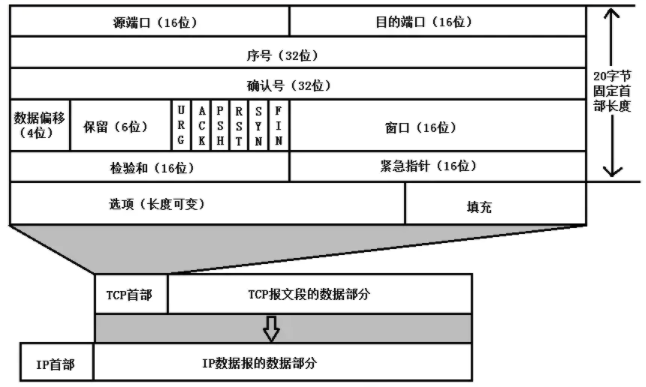 源端口（16位） 目的端口（16位）
序号（32位）
确认号（32位）
20字节
固定首
部长度
数据偏移
（4位）
保留（6位）
URG
ACK
PSH
RST
SYN
FIN
窗口（16位）
检验和（16位） 紧急指针（16位）
选项（长度可变） 填充
TCP首部 TCP报文段的数据部分
IP首部 IP数据报的数据部分